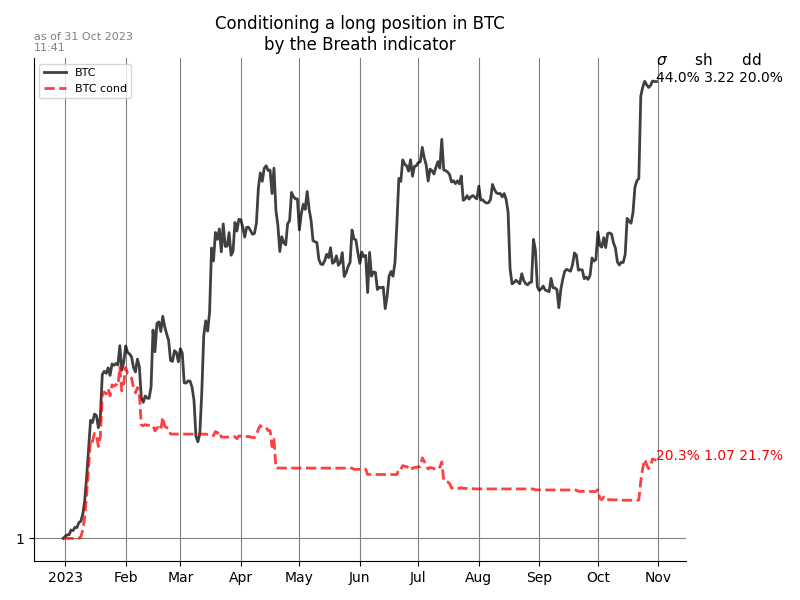 Conditioning a long position in BTC
by the Breath indicator
as of 31 Oct 2023
11:41
σ sh dd
44.0% 3.22 20.0%
BTC
BTC cond
20.3% 1.07 21.7%
1
2023 Feb Mar Apr May Jun Jul Aug Sep Oct Nov